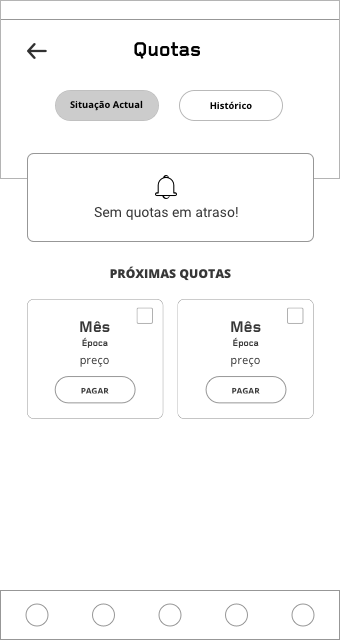 Quotas
Situação Actual
Histórico
Sem quotas em atraso!
PRÓXIMAS QUOTAS
Mês
Época
preço
PAGAR
Mês
Época
preço
PAGAR